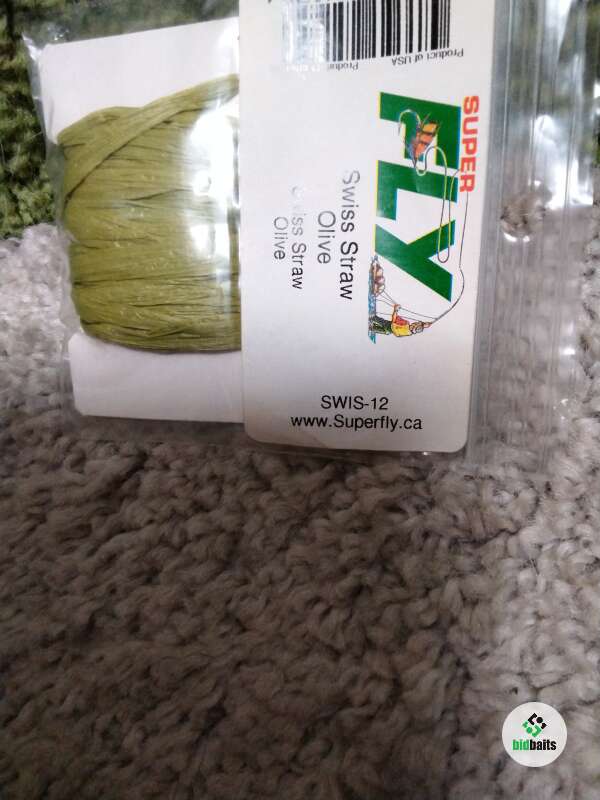 Product of USA
SUPER
FLY
Swiss Straw
Olive
Swiss Straw
Olive
SWIS-12
www.Superfly.ca
bidbaits